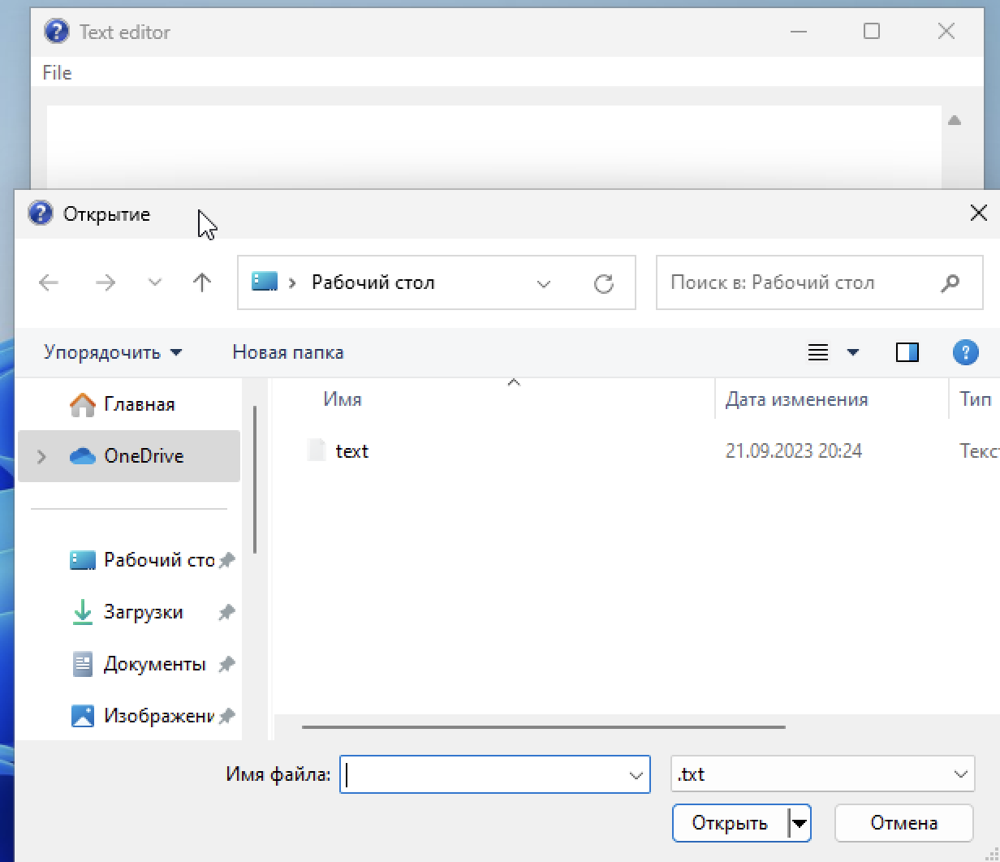 Text editor
File
Открытие
Рабочий стол
Поиск в: Рабочий стол
Упорядочить
Новая папка
Имя
Дата изменения
Тип
Главная
text
21.09.2023 20:24
Текс
OneDrive
Рабочий сто
Загрузки
Документы
Изображени
Имя файла:
.txt
Открыть
Отмена